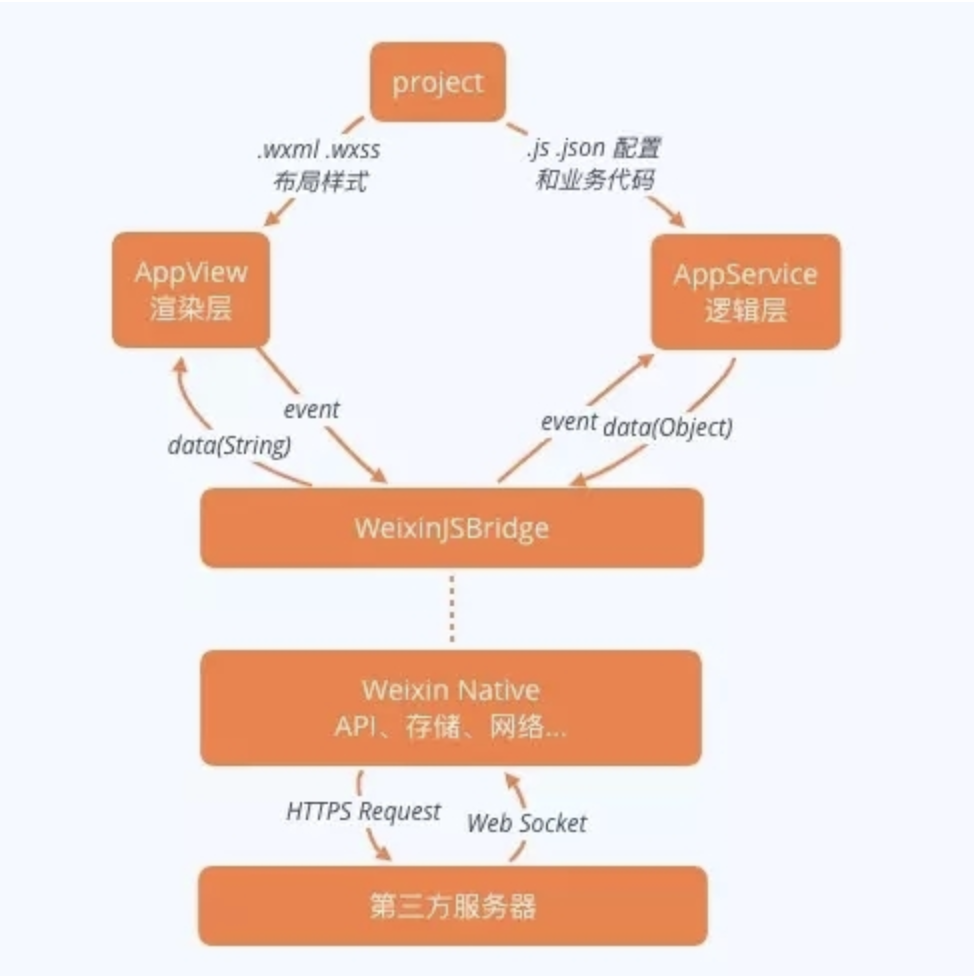 project
.wxml .wxss
布局样式
.js .json 配置
和业务代码
AppView
渲染层
AppService
逻辑层
event
data(String)
event
data(Object)
WeixinJSBridge
Weixin Native
API、存储、网络...
HTTPS Request
Web Socket
第三方服务器